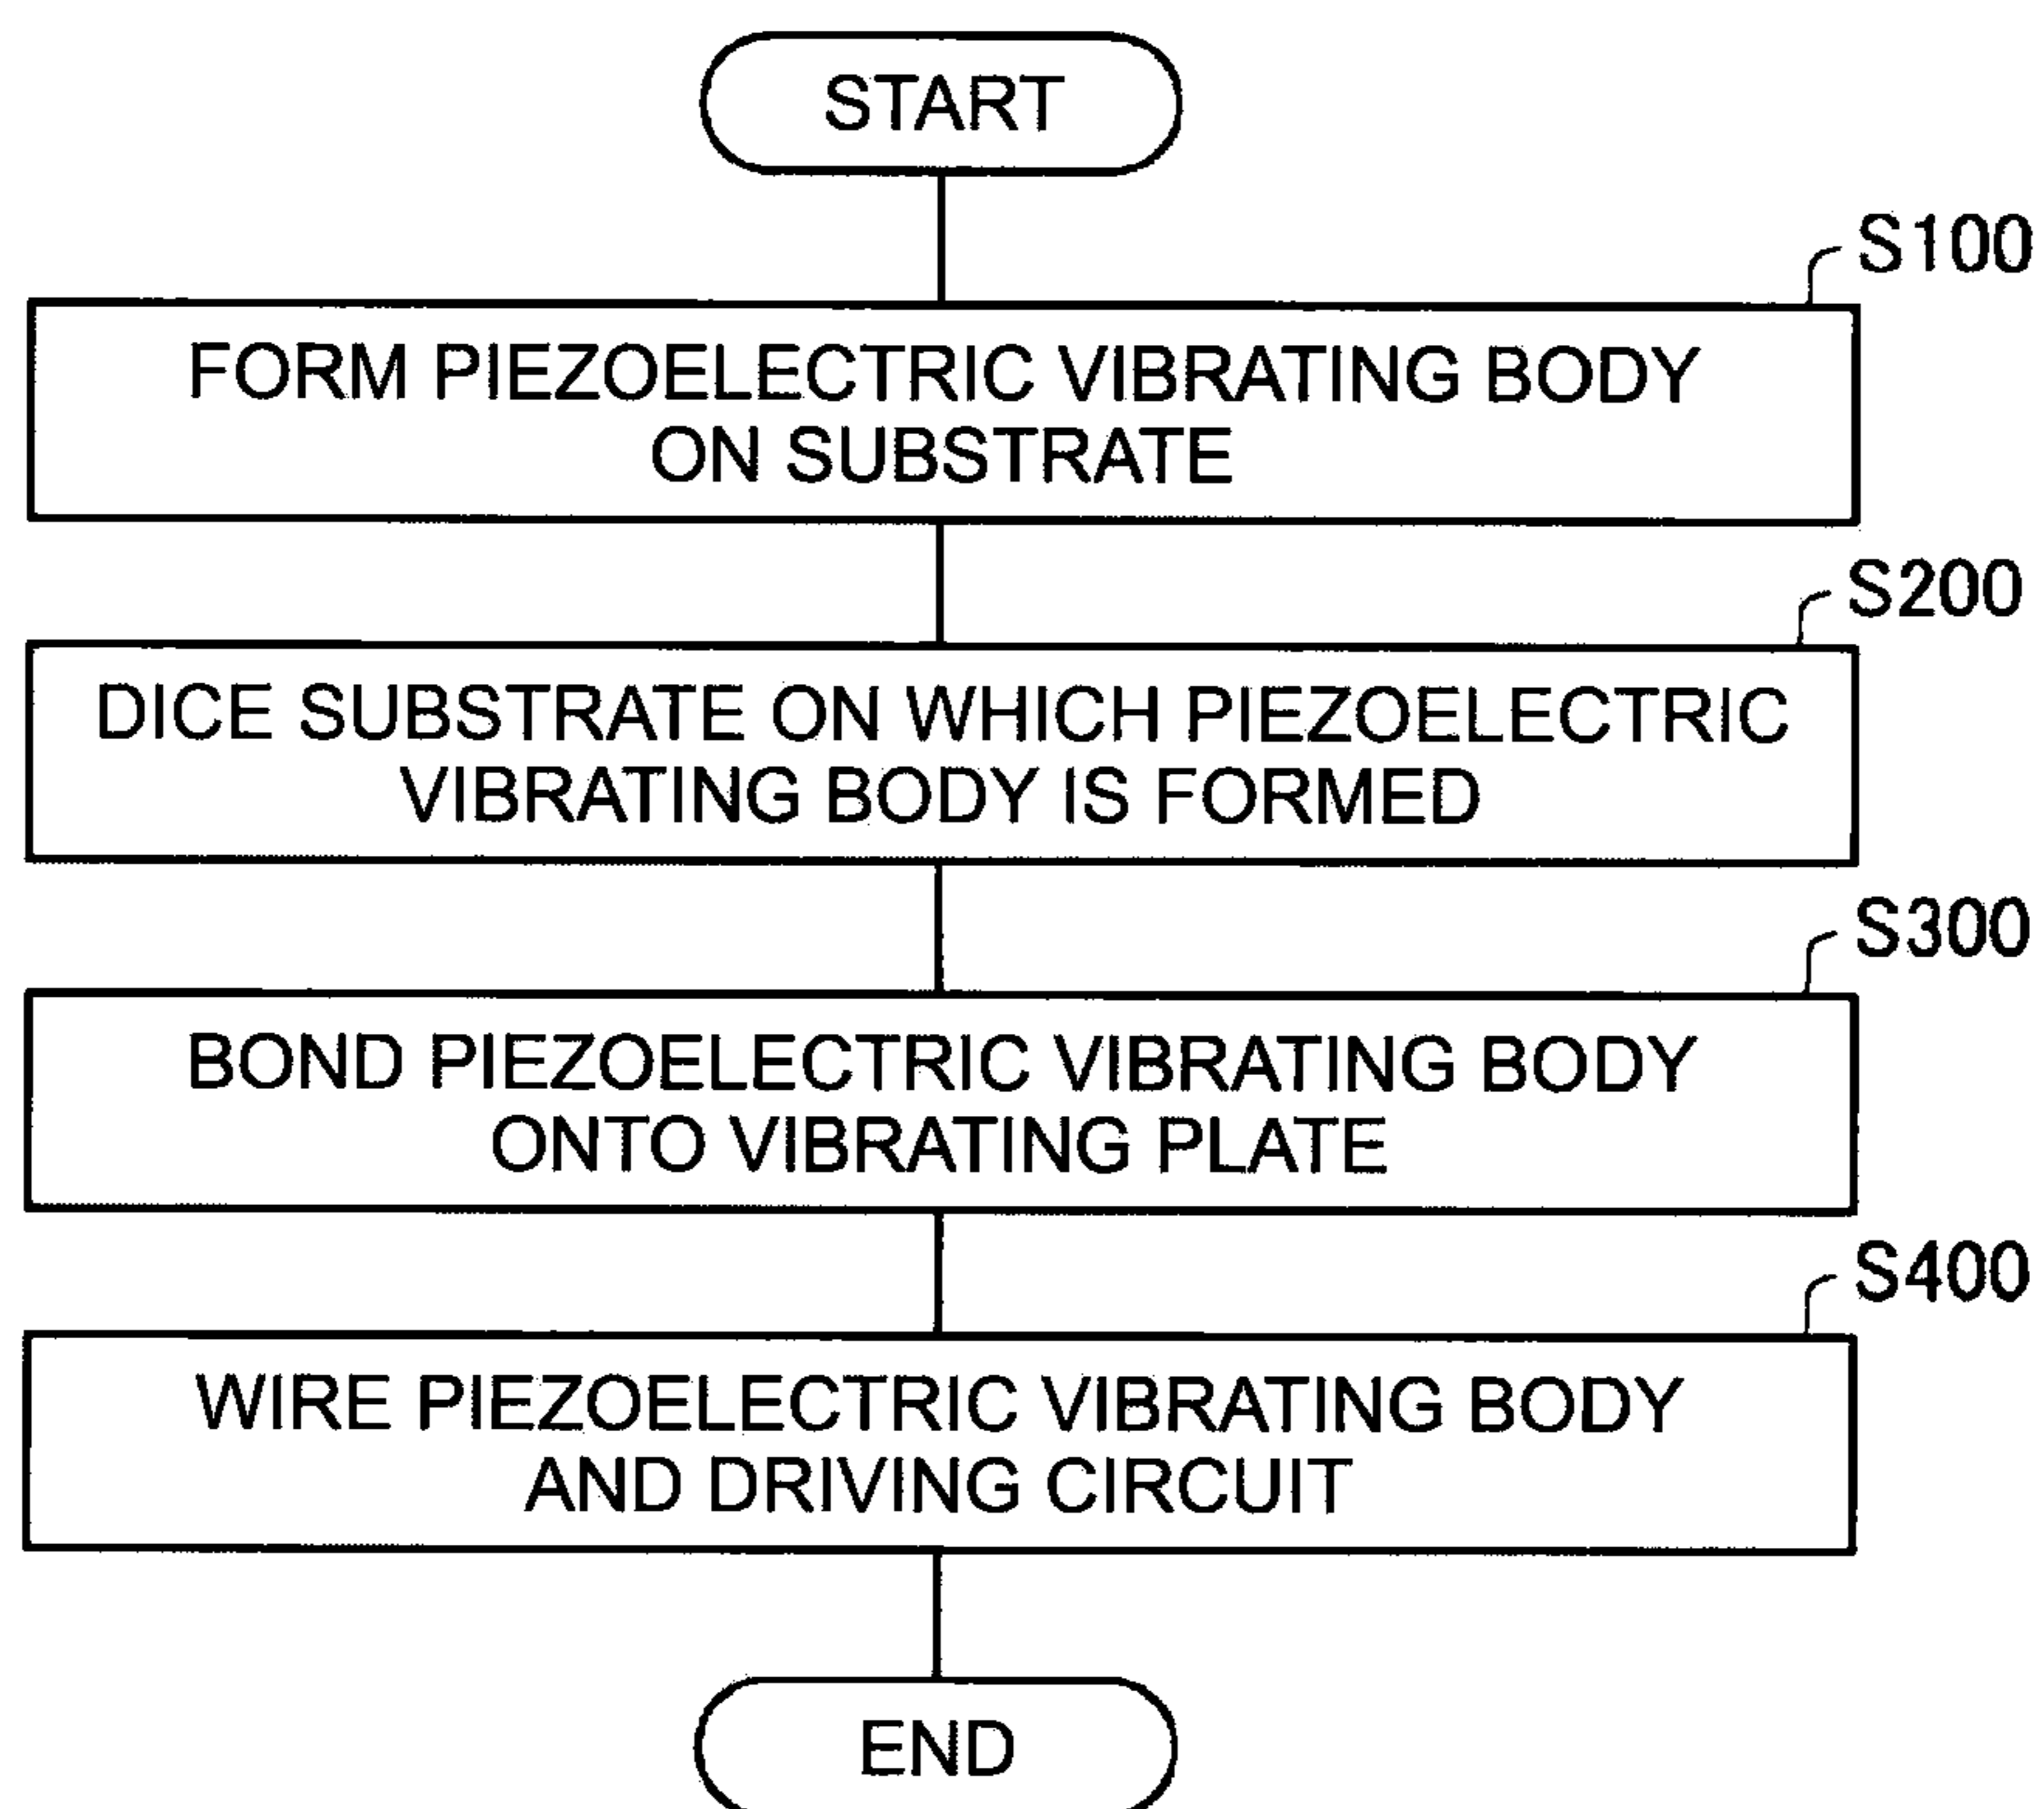 START
S100
FORM PIEZOELECTRIC VIBRATING BODY
ON SUBSTRATE
S200
DICE SUBSTRATE ON WHICH PIEZOELECTRIC
VIBRATING BODY IS FORMED
S300
BOND PIEZOELECTRIC VIBRATING BODY
ONTO VIBRATING PLATE
S400
WIRE PIEZOELECTRIC VIBRATING BODY
AND DRIVING CIRCUIT
END